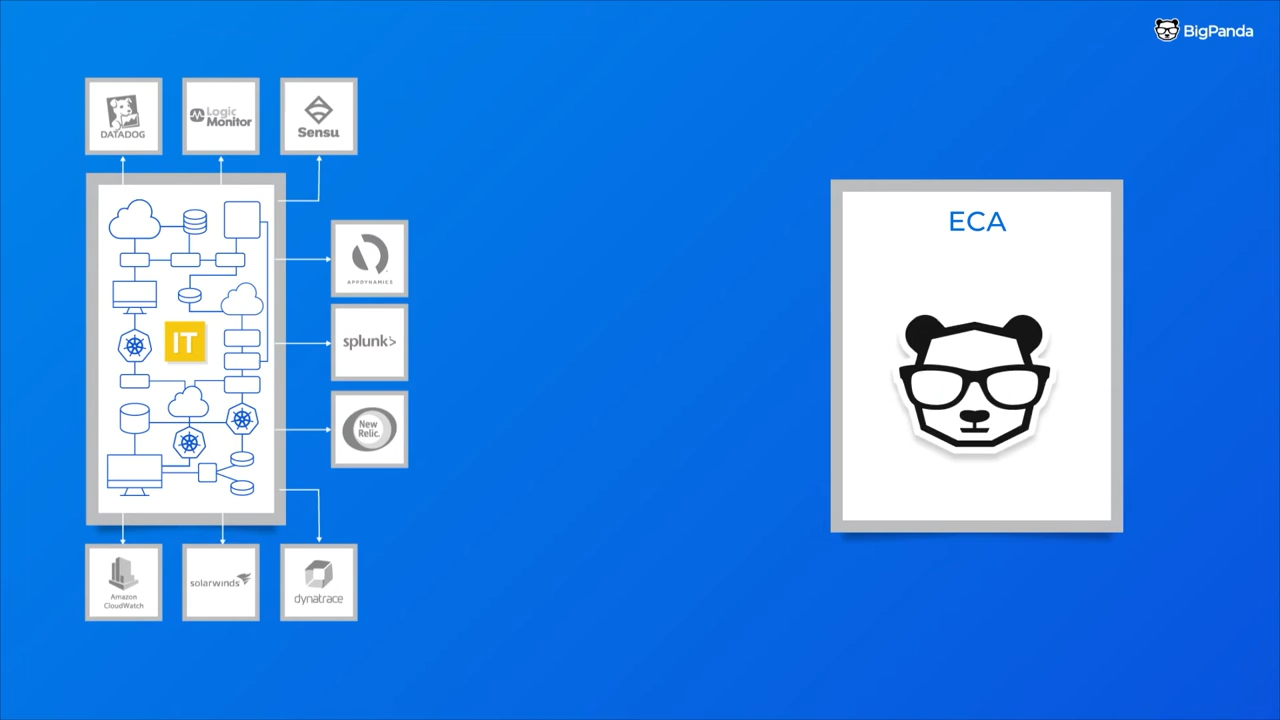 BigPanda
DATADOG
Logic
Monitor
Sensu
ECA
IT
APPDYNAMICS
splunk>
New
Relic.
Amazon
CloudWatch
solarwinds
dynatrace